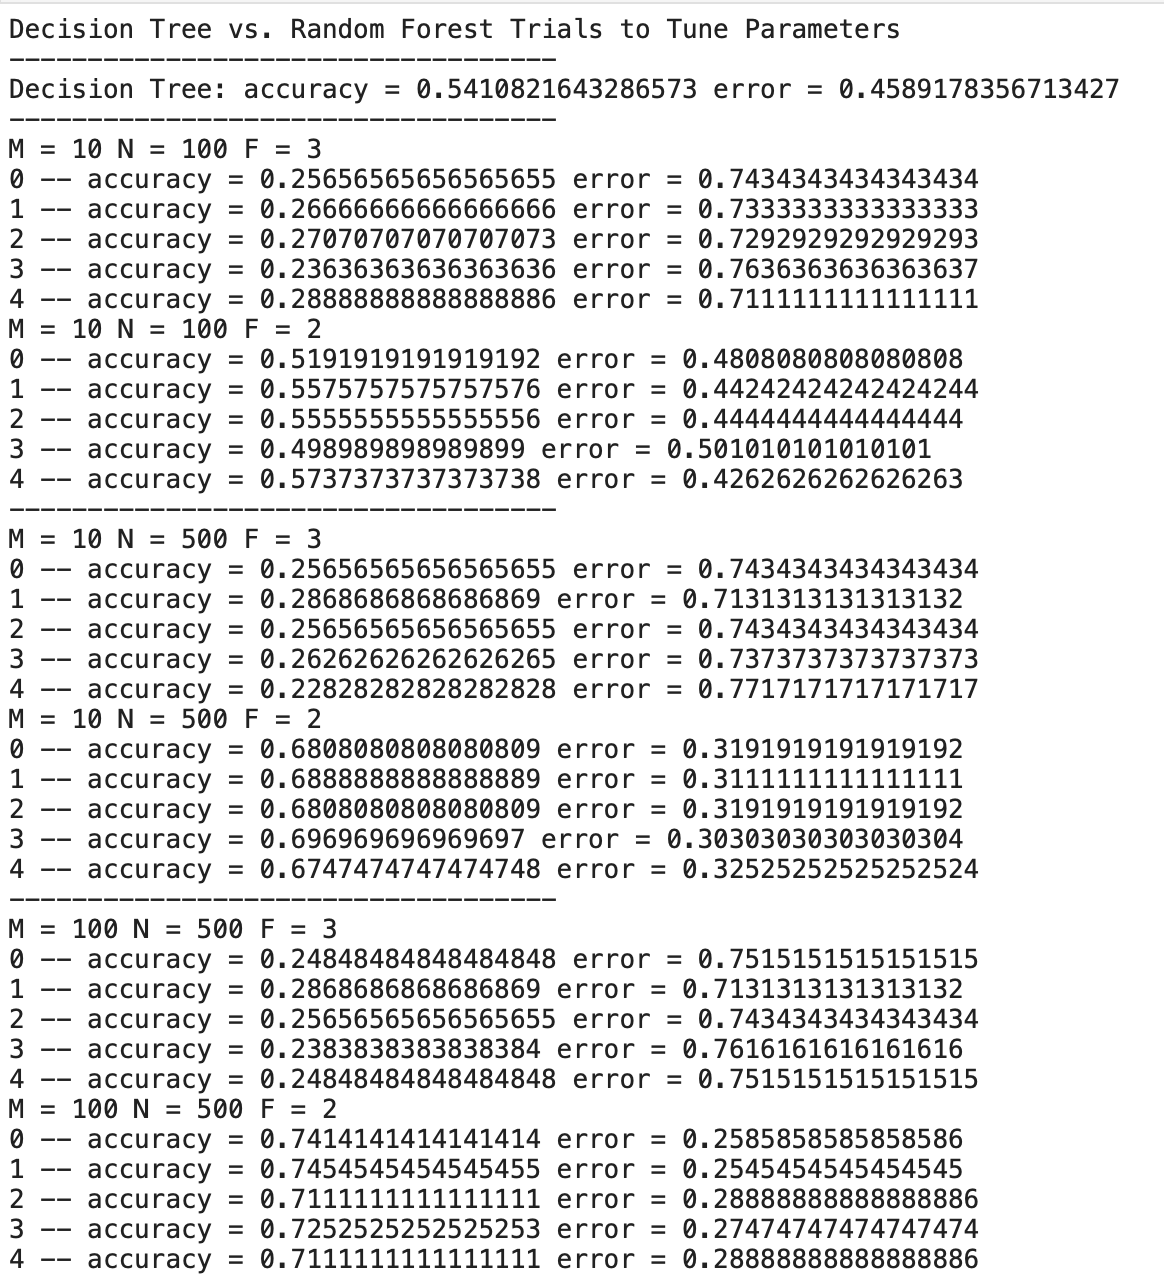 Decision Tree vs. Random Forest Trials to Tune Parameters
-----------------------------------
Decision Tree: accuracy = 0.5410821643286573 error = 0.4589178356713427
-----------------------------------
M = 10 N = 100 F = 3
0 -- accuracy = 0.25656565656565655 error = 0.7434343434343434
1 -- accuracy = 0.26666666666666666 error = 0.7333333333333333
2 -- accuracy = 0.27070707070707073 error = 0.7292929292929293
3 -- accuracy = 0.23636363636363636 error = 0.7636363636363637
4 -- accuracy = 0.28888888888888886 error = 0.7111111111111111
M = 10 N = 100 F = 2
0 -- accuracy = 0.5191919191919192 error = 0.4808080808080808
1 -- accuracy = 0.5575757575757576 error = 0.44242424242424244
2 -- accuracy = 0.5555555555555556 error = 0.4444444444444444
3 -- accuracy = 0.498989898989899 error = 0.501010101010101
4 -- accuracy = 0.5737373737373738 error = 0.4262626262626263
-----------------------------------
M = 10 N = 500 F = 3
0 -- accuracy = 0.25656565656565655 error = 0.7434343434343434
1 -- accuracy = 0.2868686868686869 error = 0.7131313131313132
2 -- accuracy = 0.25656565656565655 error = 0.7434343434343434
3 -- accuracy = 0.26262626262626265 error = 0.7373737373737373
4 -- accuracy = 0.22828282828282828 error = 0.7717171717171717
M = 10 N = 500 F = 2
0 -- accuracy = 0.6808080808080809 error = 0.3191919191919192
1 -- accuracy = 0.6888888888888889 error = 0.3111111111111111
2 -- accuracy = 0.6808080808080809 error = 0.3191919191919192
3 -- accuracy = 0.696969696969697 error = 0.30303030303030304
4 -- accuracy = 0.6747474747474748 error = 0.32525252525252524
-----------------------------------
M = 100 N = 500 F = 3
0 -- accuracy = 0.24848484848484848 error = 0.7515151515151515
1 -- accuracy = 0.2868686868686869 error = 0.7131313131313132
2 -- accuracy = 0.25656565656565655 error = 0.7434343434343434
3 -- accuracy = 0.2383838383838384 error = 0.7616161616161616
4 -- accuracy = 0.24848484848484848 error = 0.7515151515151515
M = 100 N = 500 F = 2
0 -- accuracy = 0.7414141414141414 error = 0.2585858585858586
1 -- accuracy = 0.7454545454545455 error = 0.2545454545454545
2 -- accuracy = 0.7111111111111111 error = 0.28888888888888886
3 -- accuracy = 0.7252525252525253 error = 0.27474747474747474
4 -- accuracy = 0.7111111111111111 error = 0.28888888888888886